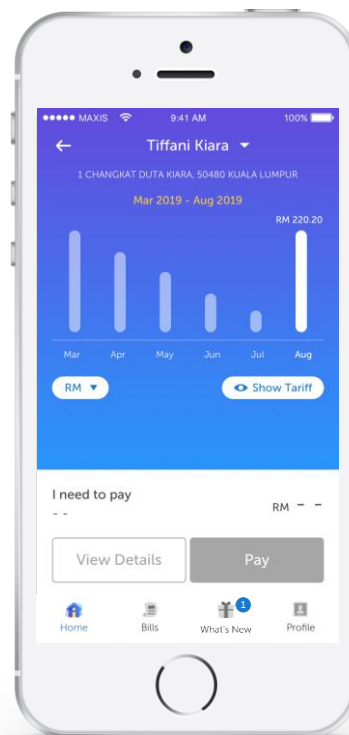 MAXIS 9:41 AM 100%
Tiffani Kiara
1 CHANGKAT DUTA KIARA, 50480 KUALA LUMPUR
Mar 2019 - Aug 2019
RM 220.20
Mar Apr May Jun Jul Aug
RM Show Tariff
I need to pay
- - RM - -
View Details Pay
1
Home Bills What's New Profile